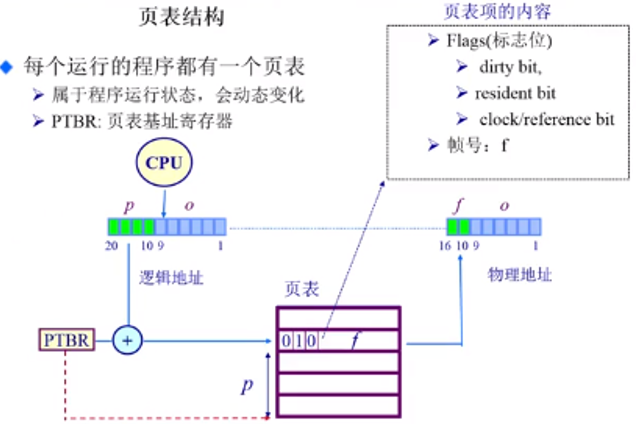 页表结构
页表项的内容
Flags(标志位)
dirty bit,
resident bit
clock/reference bit
帧号：f
每个运行的程序都有一个页表
属于程序运行状态，会动态变化
PTBR: 页表基址寄存器
CPU
p o
f o
20 10 9 1
16 10 9 1
逻辑地址
物理地址
页表
PTBR
+
0 1 0 f
p